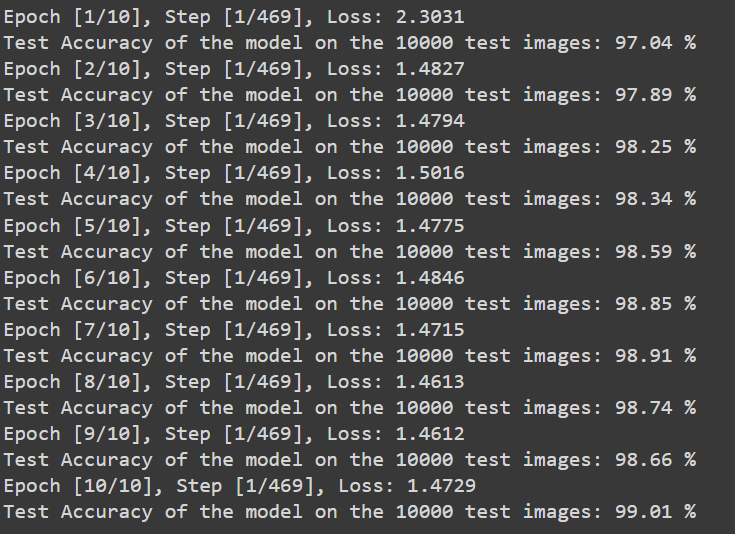 Epoch [1/10], Step [1/469], Loss: 2.3031
Test Accuracy of the model on the 10000 test images: 97.04 %
Epoch [2/10], Step [1/469], Loss: 1.4827
Test Accuracy of the model on the 10000 test images: 97.89 %
Epoch [3/10], Step [1/469], Loss: 1.4794
Test Accuracy of the model on the 10000 test images: 98.25 %
Epoch [4/10], Step [1/469], Loss: 1.5016
Test Accuracy of the model on the 10000 test images: 98.34 %
Epoch [5/10], Step [1/469], Loss: 1.4775
Test Accuracy of the model on the 10000 test images: 98.59 %
Epoch [6/10], Step [1/469], Loss: 1.4846
Test Accuracy of the model on the 10000 test images: 98.85 %
Epoch [7/10], Step [1/469], Loss: 1.4715
Test Accuracy of the model on the 10000 test images: 98.91 %
Epoch [8/10], Step [1/469], Loss: 1.4613
Test Accuracy of the model on the 10000 test images: 98.74 %
Epoch [9/10], Step [1/469], Loss: 1.4612
Test Accuracy of the model on the 10000 test images: 98.66 %
Epoch [10/10], Step [1/469], Loss: 1.4729
Test Accuracy of the model on the 10000 test images: 99.01 %